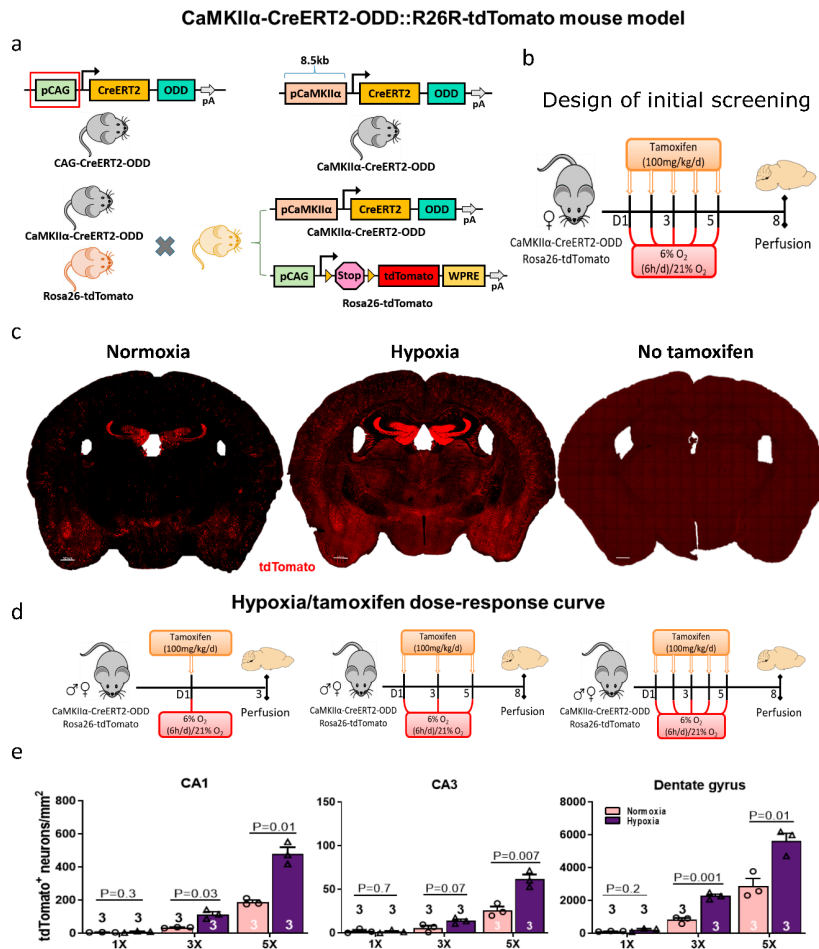 CaMKIIα-CreERT2-ODD::R26R-tdTomato mouse model
a
pCAG
CreERT2
ODD
pA
CAG-CreERT2-ODD
8.5kb
pCaMKIIα
CreERT2
ODD
pA
CaMKIIα-CreERT2-ODD
CaMKIIα-CreERT2-ODD
Rosa26-tdTomato
pCaMKIIα
CreERT2
ODD
pA
CaMKIIα-CreERT2-ODD
pCAG
Stop
tdTomato
WPRE
pA
Rosa26-tdTomato
b
Design of initial screening
Tamoxifen
(100mg/kg/d)
♀
D1 3 5 8
CaMKIIα-CreERT2-ODD
Rosa26-tdTomato
6% O₂
(6h/d)/21% O₂
Perfusion
c
Normoxia
Hypoxia
No tamoxifen
tdTomato
d
Hypoxia/tamoxifen dose-response curve
Tamoxifen
(100mg/kg/d)
♂♀
D1 3
CaMKIIα-CreERT2-ODD
Rosa26-tdTomato
6% O₂
(6h/d)/21% O₂
Perfusion
Tamoxifen
(100mg/kg/d)
♂♀
D1 3 5 8
CaMKIIα-CreERT2-ODD
Rosa26-tdTomato
6% O₂
(6h/d)/21% O₂
Perfusion
Tamoxifen
(100mg/kg/d)
♂♀
D1 3 5 8
CaMKIIα-CreERT2-ODD
Rosa26-tdTomato
6% O₂
(6h/d)/21% O₂
Perfusion
e
tdTomato⁺ neurons/mm²
CA1
800
600
400
200
0
P=0.3
P=0.03
P=0.01
3 3 3 3 3 3
1X 3X 5X
CA3
150
100
50
0
P=0.7
P=0.07
P=0.007
3 3 3 3 3 3
1X 3X 5X
Dentate gyrus
8000
6000
4000
2000
0
Normoxia
Hypoxia
P=0.2
P=0.001
P=0.01
3 3 3 3 3 3
1X 3X 5X